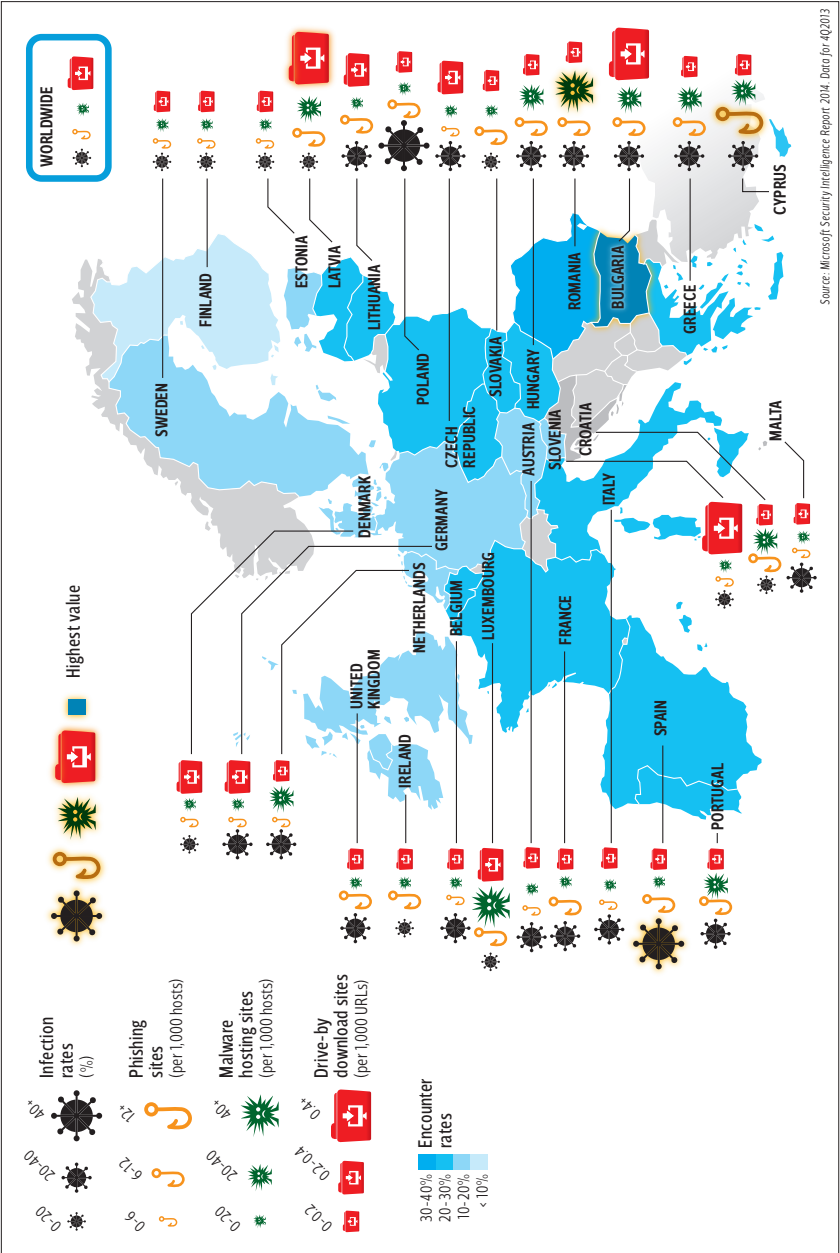 Infection
rates
(%)
0-20
20-40
40+
Phishing
sites
(per 1,000 hosts)
0-6
6-12
12+
Malware
hosting sites
(per 1,000 hosts)
0-20
20-40
40+
Drive-by
download sites
(per 1,000 URLs)
0-0.2
0.2-0.4
0.4+
Encounter
rates
30-40%
20-30%
10-20%
< 10%
Highest value
WORLDWIDE
SWEDEN
FINLAND
ESTONIA
LATVIA
LITHUANIA
DENMARK
GERMANY
NETHERLANDS
UNITED
KINGDOM
IRELAND
BELGIUM
LUXEMBOURG
POLAND
CZECH
REPUBLIC
SLOVAKIA
HUNGARY
AUSTRIA
SLOVENIA
CROATIA
ROMANIA
BULGARIA
FRANCE
ITALY
SPAIN
PORTUGAL
GREECE
MALTA
CYPRUS
Source: Microsoft Security Intelligence Report 2014. Data for 4Q2013